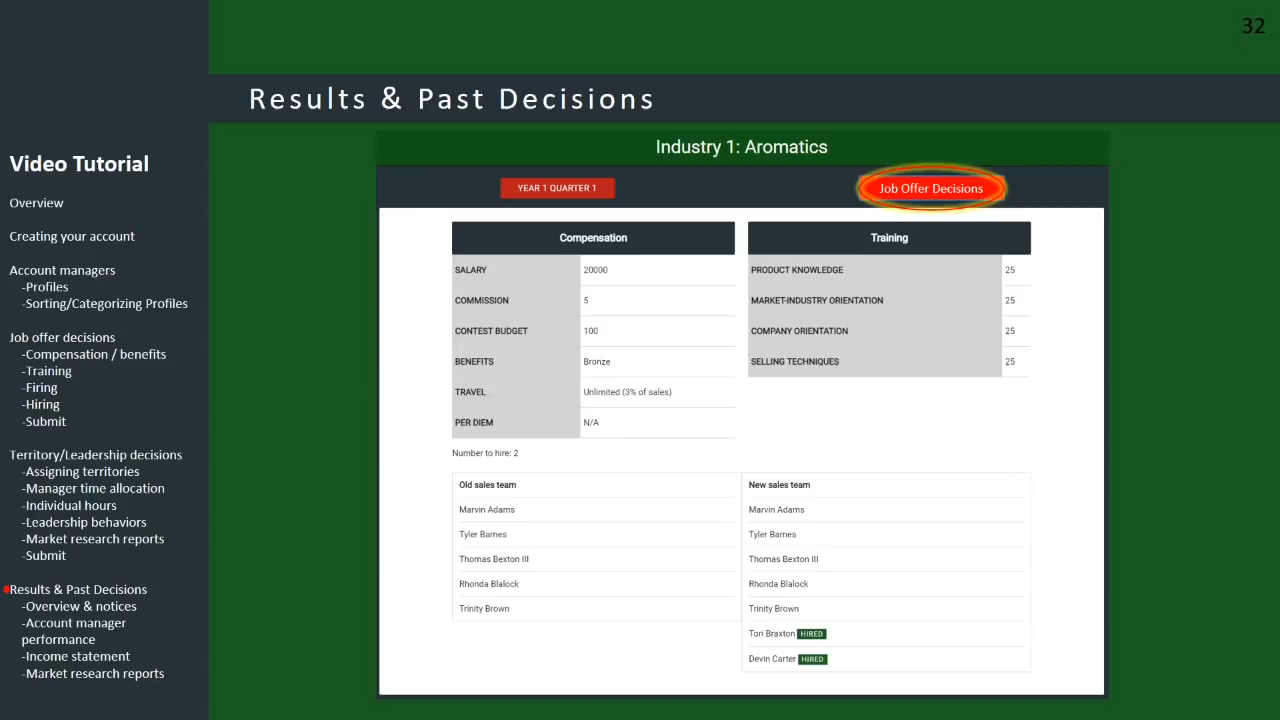 32
Results & Past Decisions
Video Tutorial
Overview
Creating your account
Account managers
-Profiles
-Sorting/Categorizing Profiles
Job offer decisions
-Compensation / benefits
-Training
-Firing
-Hiring
-Submit
Territory/Leadership decisions
-Assigning territories
-Manager time allocation
-Individual hours
-Leadership behaviors
-Market research reports
-Submit
Results & Past Decisions
-Overview & notices
-Account manager
performance
-Income statement
-Market research reports
Industry 1: Aromatics
YEAR 1 QUARTER 1
Job Offer Decisions
Compensation
SALARY 20000
COMMISSION 5
CONTEST BUDGET 100
BENEFITS Bronze
TRAVEL Unlimited (3% of sales)
PER DIEM N/A
Training
PRODUCT KNOWLEDGE 25
MARKET-INDUSTRY ORIENTATION 25
COMPANY ORIENTATION 25
SELLING TECHNIQUES 25
Number to hire: 2
Old sales team
Marvin Adams
Tyler Barnes
Thomas Bexton III
Rhonda Blalock
Trinity Brown
New sales team
Marvin Adams
Tyler Barnes
Thomas Bexton III
Rhonda Blalock
Trinity Brown
Tori Braxton HIRED
Devin Carter HIRED